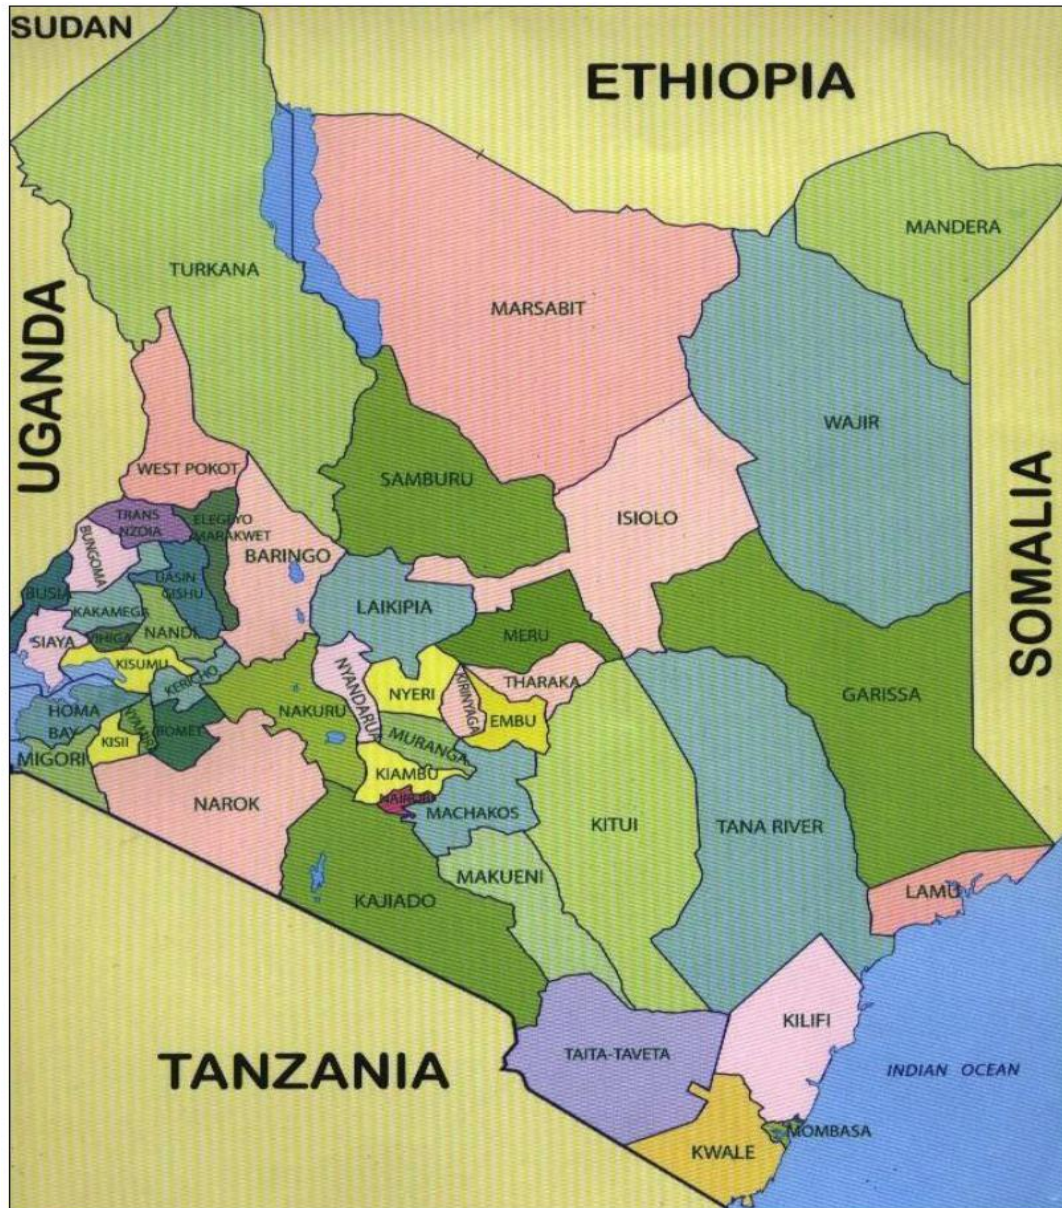 SUDAN
ETHIOPIA
MANDERA
TURKANA
MARSABIT
UGANDA
WAJIR
SOMALIA
WEST POKOT
SAMBURU
ISIOLO
TRANS
NZOIA
ELEGEYO
MARAKWET
BUNGOMA
BARINGO
UASIN
GISHU
BUSIA
KAKAMEGA
LAIKIPIA
SIAYA
VIHIGA
NANDI
MERU
KISUMU
KERICHO
NYANDARUA
NYERI
KIRINYAGA
THARAKA
GARISSA
HOMA
BAY
NYAMIRA
BOMET
NAKURU
EMBU
KISII
MURANGA
MIGORI
KIAMBU
NAROK
NAIROBI
MACHAKOS
KITUI
TANA RIVER
MAKUENI
KAJIADO
LAMU
KILIFI
TANZANIA
TAITA-TAVETA
INDIAN OCEAN
MOMBASA
KWALE